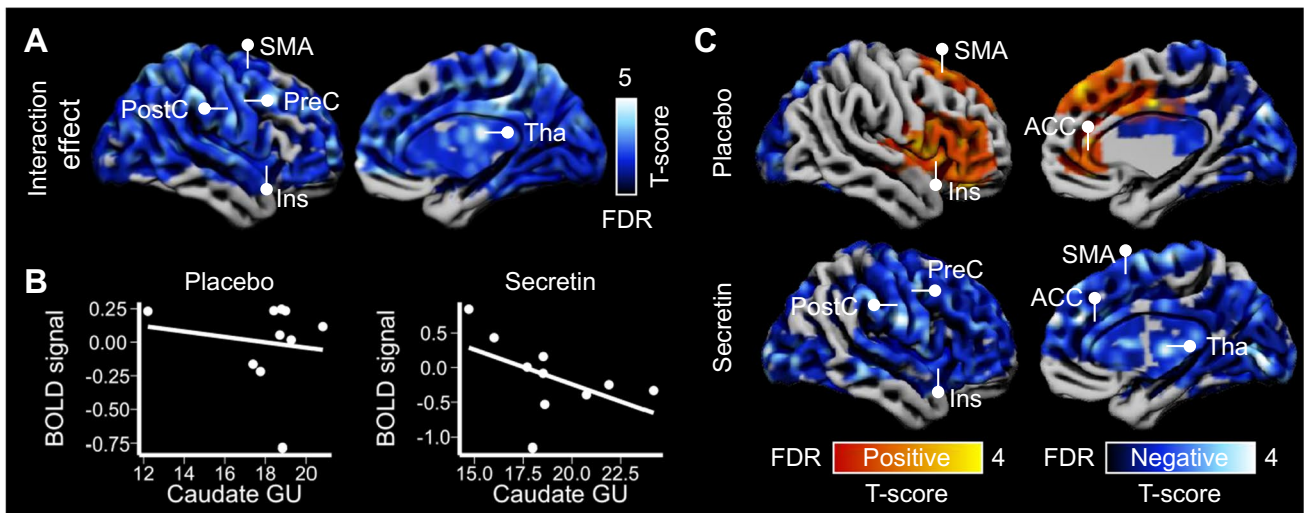 A
Interaction
effect
SMA
PostC
PreC
Ins
Tha
5
T-score
FDR
B
Placebo
BOLD signal
0.25
0.00
-0.25
-0.50
-0.75
12
14
16
18
20
Caudate GU
Secretin
BOLD signal
0.5
0.0
-0.5
-1.0
15.0
17.5
20.0
22.5
Caudate GU
C
Placebo
SMA
Ins
ACC
Secretin
PreC
PostC
Ins
SMA
ACC
Tha
FDR Positive 4
T-score
FDR Negative 4
T-score